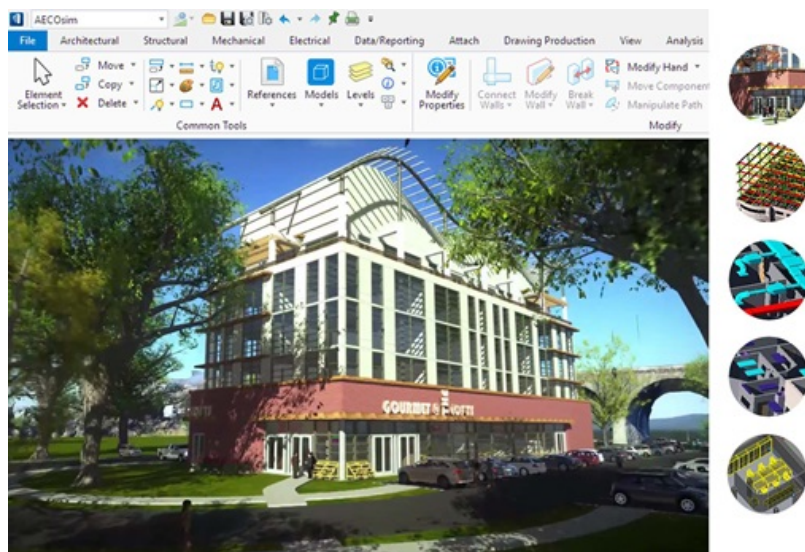 AECOsim
File Architectural Structural Mechanical Electrical Data/Reporting Attach Drawing Production View Analysis
Element Selection
Move
Copy
Delete
References
Models
Levels
Modify Properties
Connect Walls
Modify Wall
Break Wall
Modify Hand
Move Component
Manipulate Path
Common Tools
Modify
GOURMET LOFTS